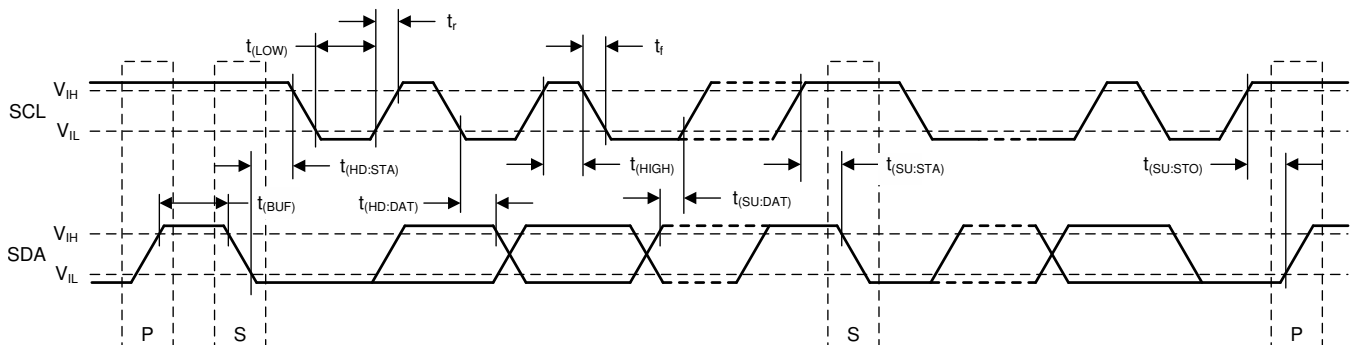 t(LOW)
tr
tf
SCL
VIH
VIL
t(HD:STA)
t(HIGH)
t(SU:STA)
t(SU:STO)
t(BUF)
t(HD:DAT)
t(SU:DAT)
SDA
VIH
VIL
P
S
S
P